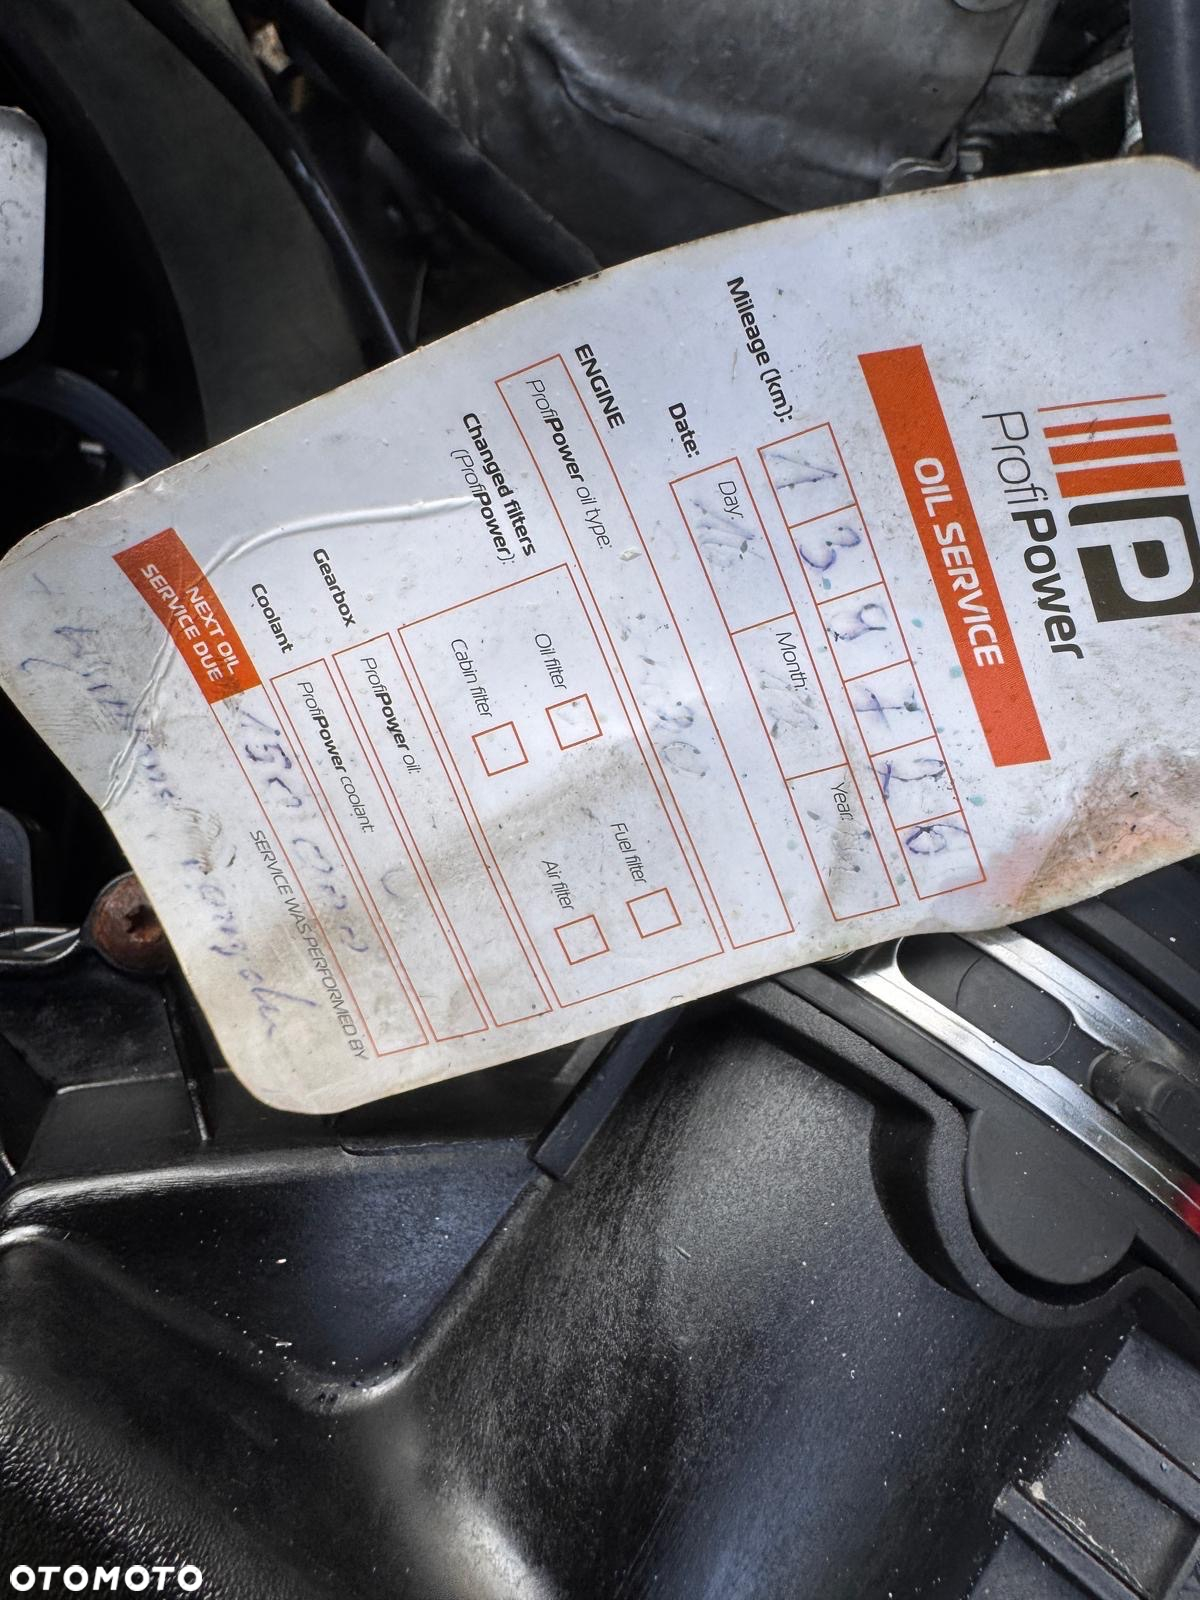 ProfiPower
OIL SERVICE
Mileage (km):
Date:
Day:
Month:
Year:
ENGINE
ProfiPower oil type:
Changed filters
(ProfiPower):
Oil filter
Fuel filter
Cabin filter
Air filter
Gearbox
ProfiPower oil:
Coolant
ProfiPower coolant:
NEXT OIL
SERVICE DUE
SERVICE WAS PERFORMED BY
OTOMOTO